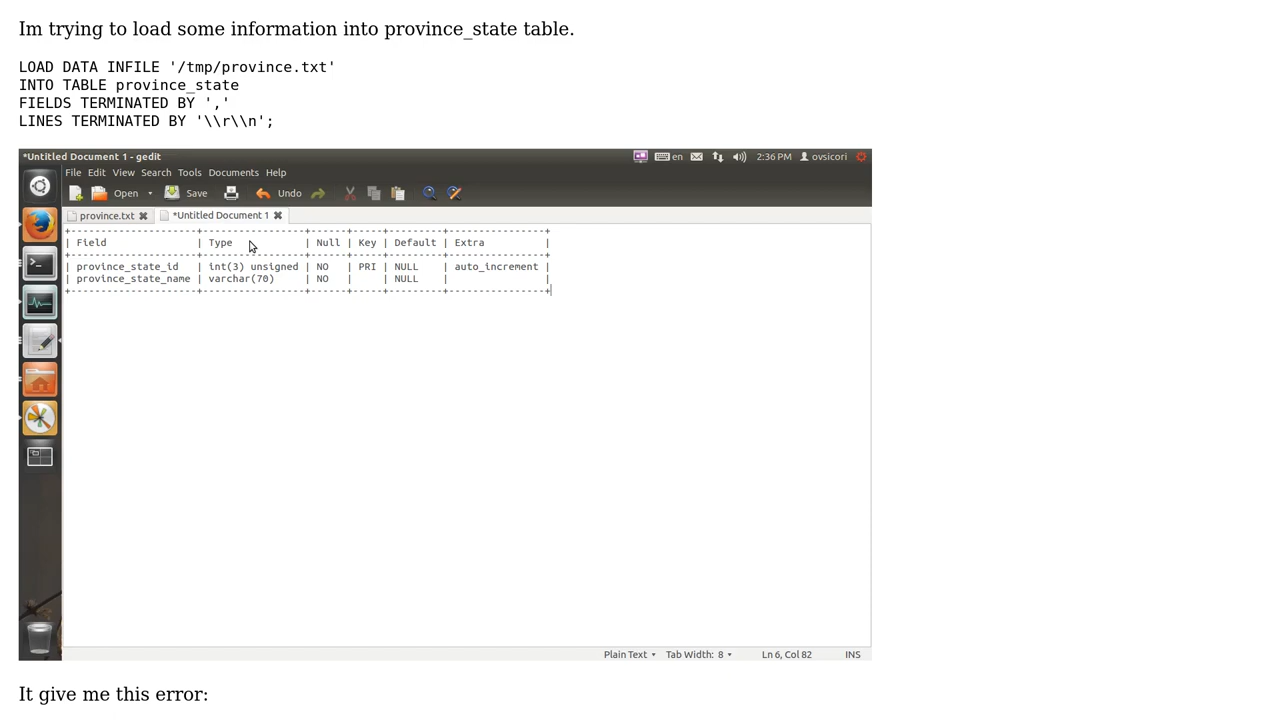 Im trying to load some information into province_state table.
LOAD DATA INFILE '/tmp/province.txt'
INTO TABLE province_state
FIELDS TERMINATED BY ','
LINES TERMINATED BY '\\r\\n';
*Untitled Document 1 - gedit en 2:36 PM ovsicori
File Edit View Search Tools Documents Help
Open Save Undo
province.txt *Untitled Document 1
+--------------------+------------------+------+-----+---------+----------------+
| Field | Type | Null | Key | Default | Extra |
+--------------------+------------------+------+-----+---------+----------------+
| province_state_id | int(3) unsigned | NO | PRI | NULL | auto_increment |
| province_state_name | varchar(70) | NO | | NULL | |
+--------------------+------------------+------+-----+---------+----------------+
Plain Text Tab Width: 8 Ln 6, Col 82 INS
It give me this error: